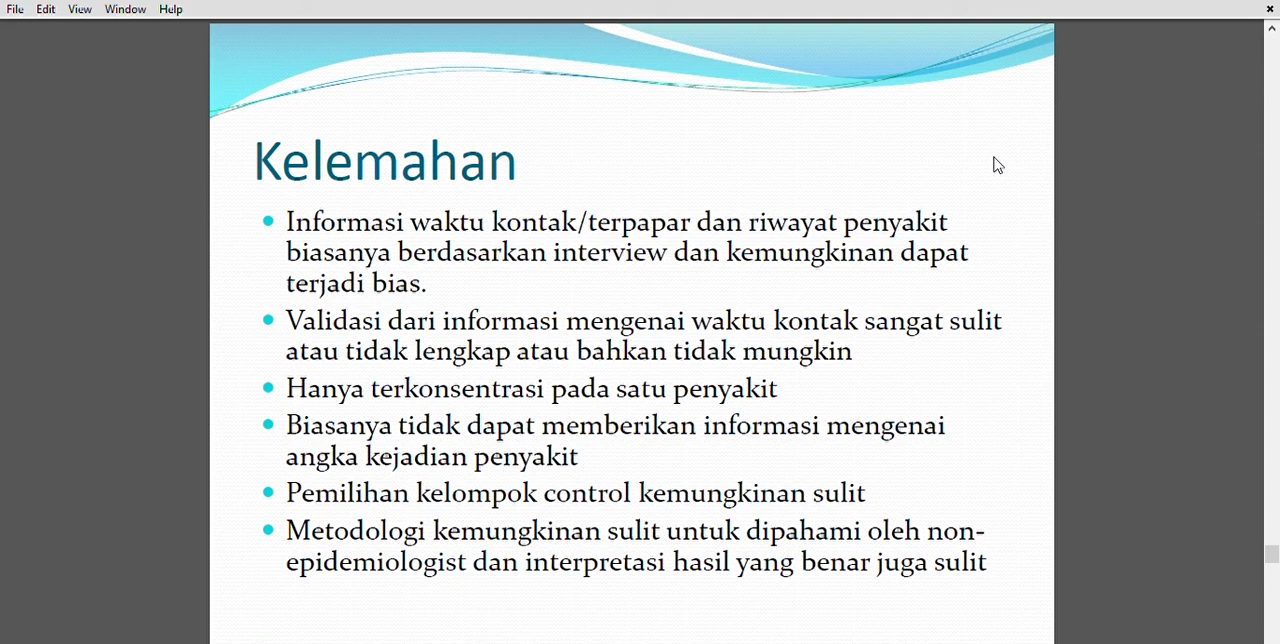 File Edit View Window Help
Kelemahan
Informasi waktu kontak/terpapar dan riwayat penyakit
biasanya berdasarkan interview dan kemungkinan dapat
terjadi bias.
Validasi dari informasi mengenai waktu kontak sangat sulit
atau tidak lengkap atau bahkan tidak mungkin
Hanya terkonsentrasi pada satu penyakit
Biasanya tidak dapat memberikan informasi mengenai
angka kejadian penyakit
Pemilihan kelompok control kemungkinan sulit
Metodologi kemungkinan sulit untuk dipahami oleh non-
epidemiologist dan interpretasi hasil yang benar juga sulit